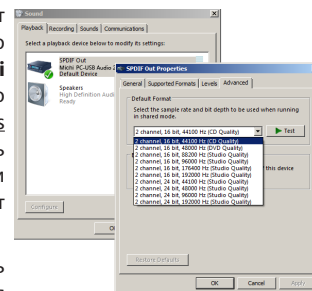 Sound
Playback Recording Sounds Communications
Select a playback device below to modify its settings:
SPDIF Out
Michi PC-USB Audio 2
Default Device
Speakers
High Definition Audi
Ready
Configure
SPDIF Out Properties
General Supported Formats Levels Advanced
Default Format
Select the sample rate and bit depth to be used when running
in shared mode.
2 channel, 16 bit, 44100 Hz (CD Quality)
Test
2 channel, 16 bit, 44100 Hz (CD Quality)
2 channel, 16 bit, 48000 Hz (DVD Quality)
2 channel, 16 bit, 88200 Hz (Studio Quality)
2 channel, 16 bit, 96000 Hz (Studio Quality)
2 channel, 16 bit, 176400 Hz (Studio Quality)
2 channel, 16 bit, 192000 Hz (Studio Quality)
2 channel, 24 bit, 44100 Hz (Studio Quality)
2 channel, 24 bit, 48000 Hz (Studio Quality)
2 channel, 24 bit, 96000 Hz (Studio Quality)
2 channel, 24 bit, 192000 Hz (Studio Quality)
this device
Restore Defaults
OK Cancel Apply